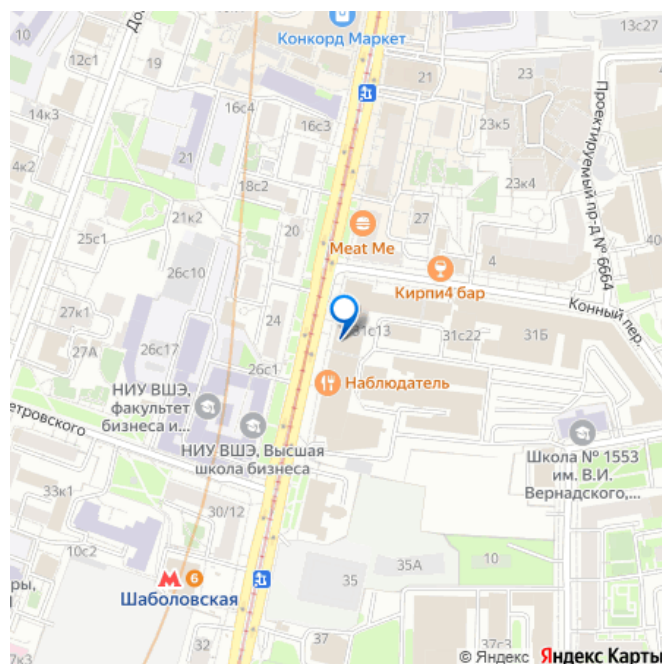 13с27
Конкорд Маркет
12с1
19
21
23
14к3
16с4
16с3
23к5
Проектируемый пр-д № 6664
4к2
21
18с2
23к4
21к2
20
27
25с1
Meat Me
4
26с10
Кирпи4 бар
Конный пер.
27к1
24
31с13
31с22
31Б
27А
26с17
26с1
Наблюдатель
НИУ ВШЭ,
факультет
бизнеса и...
НИУ ВШЭ, Высшая
школа бизнеса
етровского
Школа № 1553
им. В.И.
Вернадского,...
33к1
30/12
10с2
35А
10
М
6
35
Шаболовская
ры,
32
37
37с3
© Яндекс
Яндекс Карты